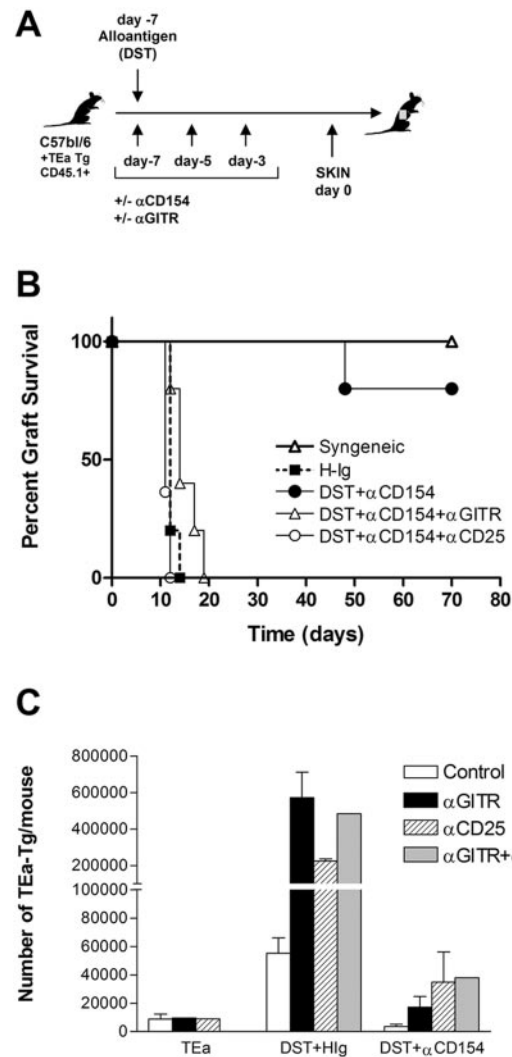 A
day -7
Alloantigen
(DST)
C57bl/6
+TEa Tg
CD45.1+
day-7 day-5 day-3
SKIN
day 0
+/- αCD154
+/- αGITR
B
Percent Graft Survival
100
50
0
0 10 20 30 40 50 60 70 80
Time (days)
Syngeneic
H-Ig
DST+αCD154
DST+αCD154+αGITR
DST+αCD154+αCD25
C
Number of TEa-Tg/mouse
800000
600000
400000
200000
100000
80000
60000
40000
20000
0
Control
αGITR
αCD25
αGITR+
TEa DST+HIg DST+αCD154